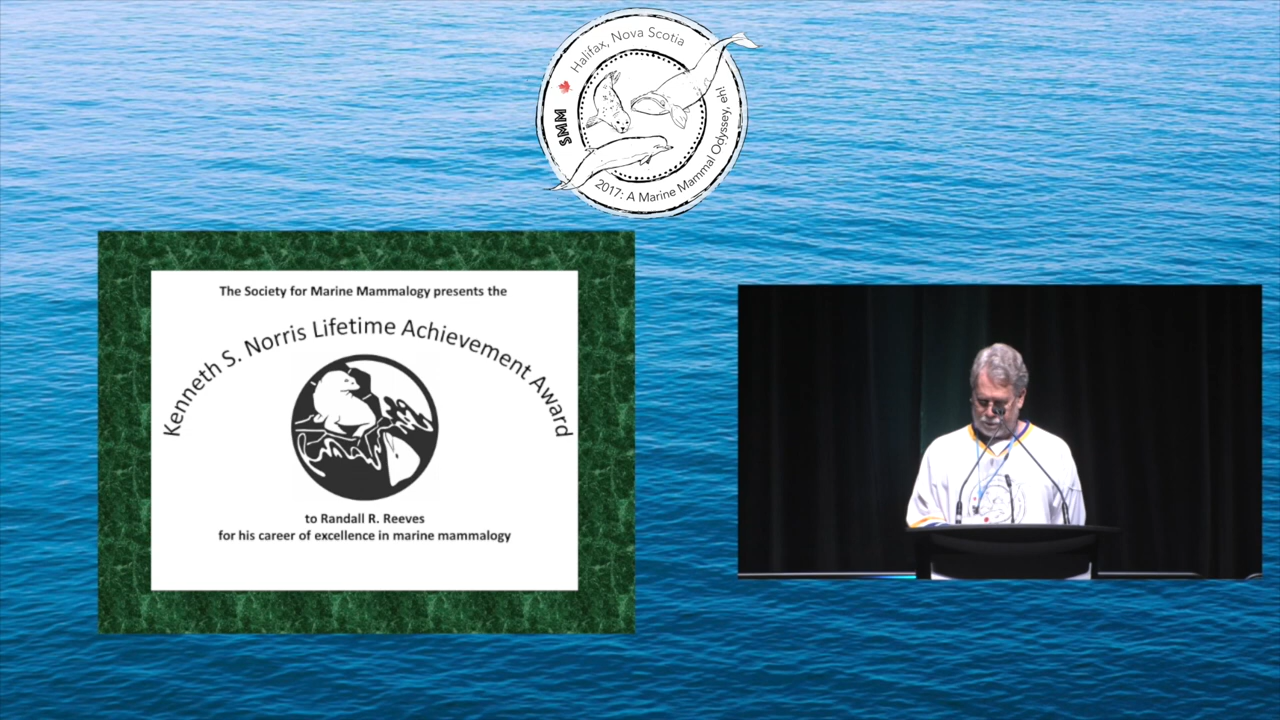 Halifax, Nova Scotia
SMM
2017: A Marine Mammal Odyssey, eh!
The Society for Marine Mammalogy presents the
Kenneth S. Norris Lifetime Achievement Award
to Randall R. Reeves
for his career of excellence in marine mammalogy